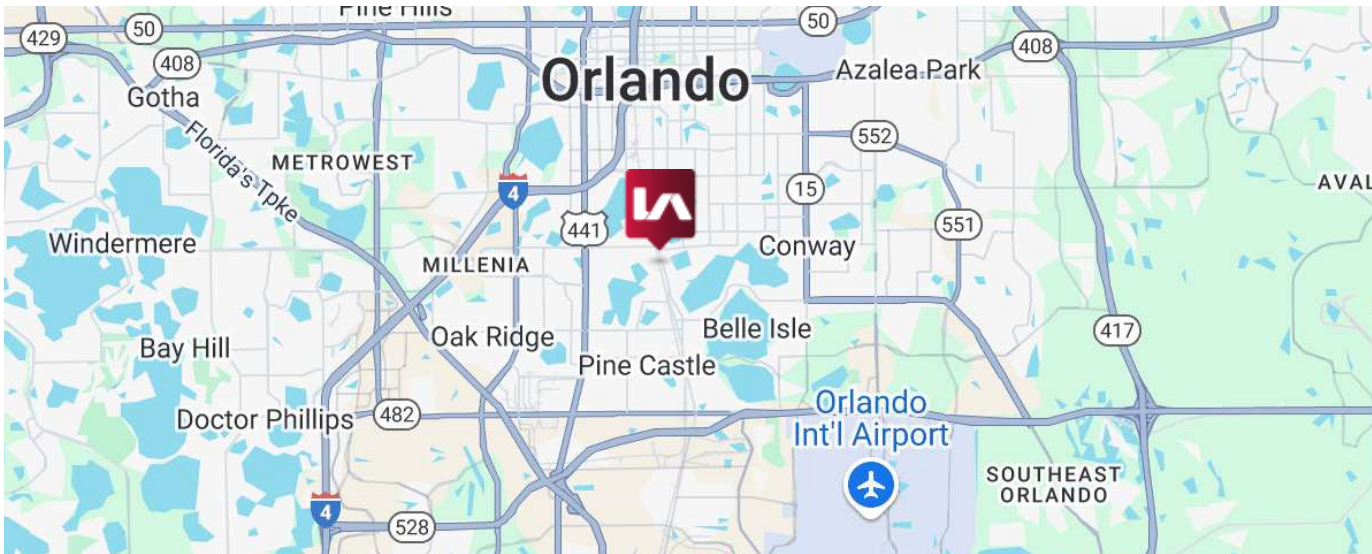 Pine Hills
50
50
429
408
408
Orlando
Azalea Park
Gotha
Florida's Tpke
552
METROWEST
4
15
AVAL
441
551
Windermere
Conway
MILLENIA
Belle Isle
417
Oak Ridge
Bay Hill
Pine Castle
Orlando
Int'l Airport
482
Doctor Phillips
SOUTHEAST
ORLANDO
4
528